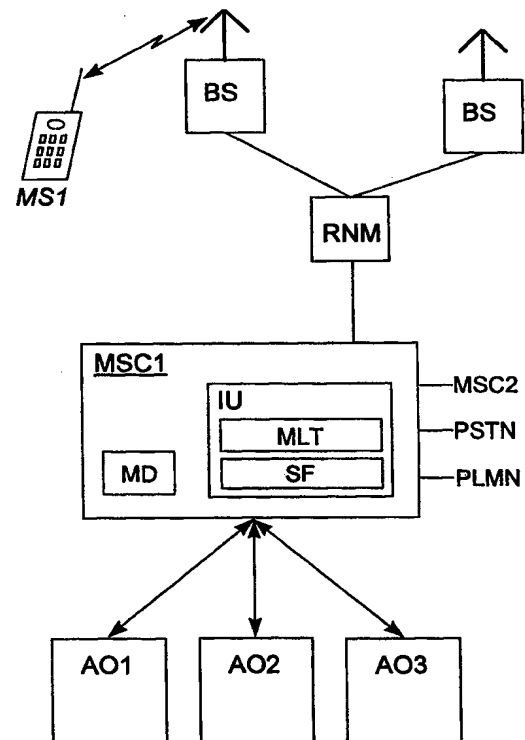 BS
BS
MS1
RNM
MSC1
IU
MLT
SF
MD
MSC2
PSTN
PLMN
AO1
AO2
AO3